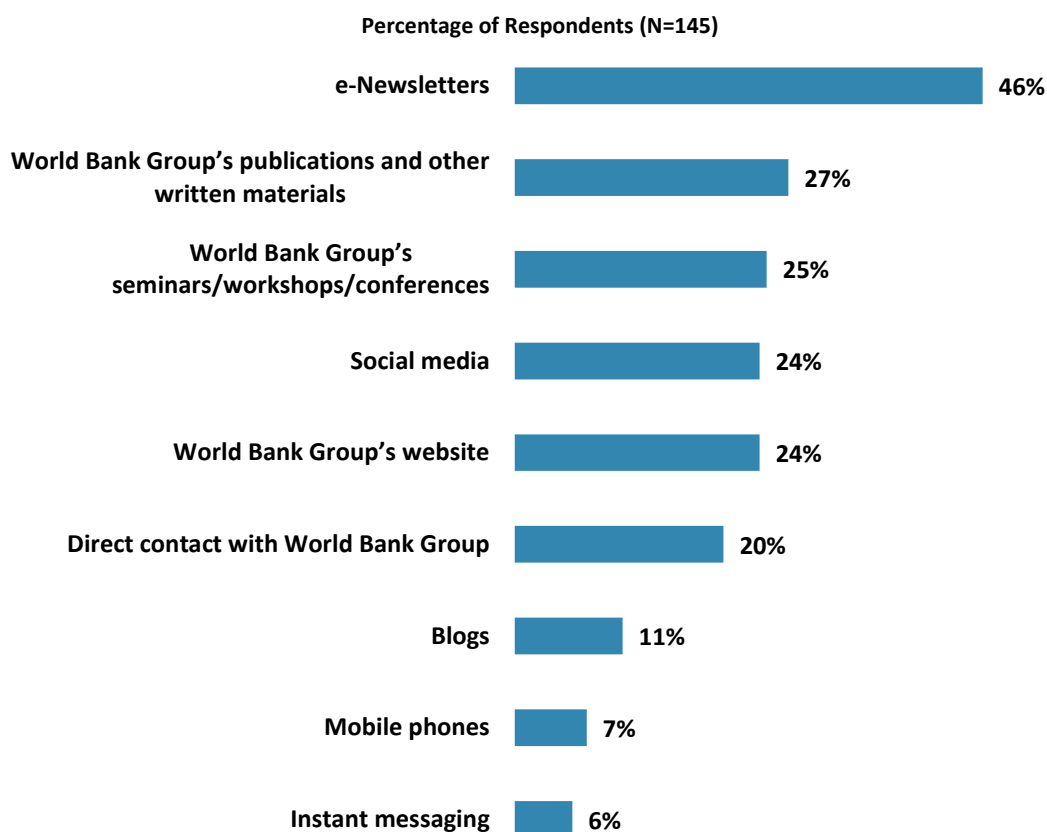 Percentage of Respondents (N=145)
e-Newsletters
46%
World Bank Group’s publications and other
written materials
27%
World Bank Group’s
seminars/workshops/conferences
25%
Social media
24%
World Bank Group’s website
24%
Direct contact with World Bank Group
20%
Blogs
11%
Mobile phones
7%
Instant messaging
6%